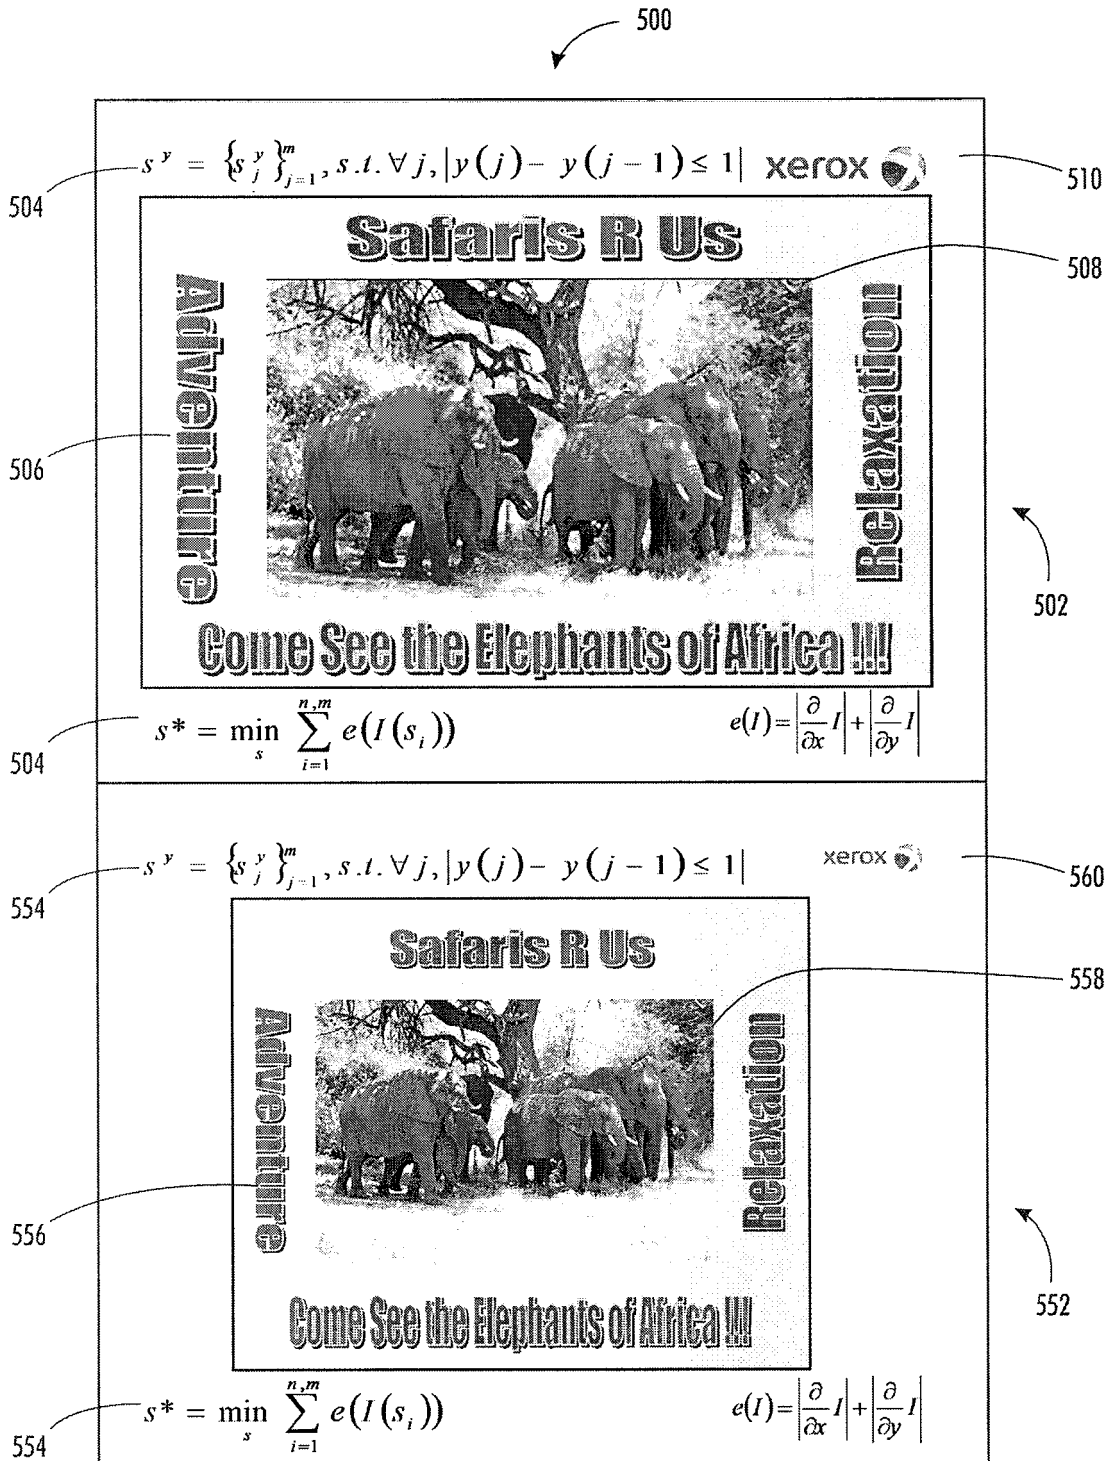 500
504
s^y = {s_j^y}_{j=1}^m, s.t. ∀ j, |y(j) − y(j − 1) ≤ 1|
xerox
510
Safaris R Us
508
Adventure
Relaxation
506
502
Come See the Elephants of Africa !!!
504
s* = min_s ∑_{i=1}^{n,m} e(I(s_i))
e(I) = |∂/∂x I| + |∂/∂y I|
554
s^y = {s_j^y}_{j=1}^m, s.t. ∀ j, |y(j) − y(j − 1) ≤ 1|
xerox
560
Safaris R Us
558
Adventure
Relaxation
556
552
Come See the Elephants of Africa !!!
554
s* = min_s ∑_{i=1}^{n,m} e(I(s_i))
e(I) = |∂/∂x I| + |∂/∂y I|